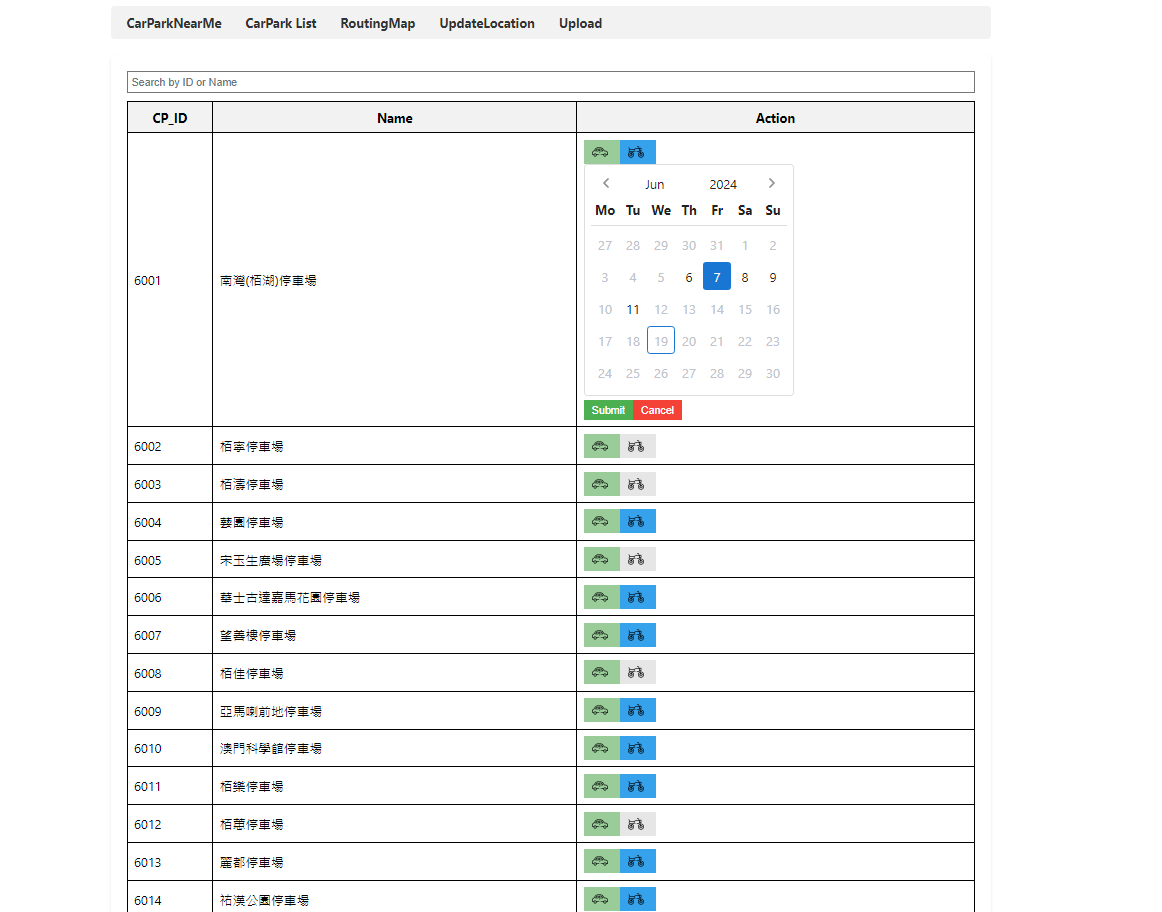 CarParkNearMe CarPark List RoutingMap UpdateLocation Upload
Search by ID or Name
CP_ID Name Action
Jun 2024
Mo Tu We Th Fr Sa Su
27 28 29 30 31 1 2
3 4 5 6 7 8 9
6001 南灣(栢湖)停車場
10 11 12 13 14 15 16
17 18 19 20 21 22 23
24 25 26 27 28 29 30
Submit Cancel
6002 栢寧停車場
6003 栢濤停車場
6004 藝園停車場
6005 宋玉生廣場停車場
6006 華士古達嘉馬花園停車場
6007 望善樓停車場
6008 栢佳停車場
6009 亞馬喇前地停車場
6010 澳門科學館停車場
6011 栢樂停車場
6012 栢蕙停車場
6013 麗都停車場
6014 祐漢公園停車場